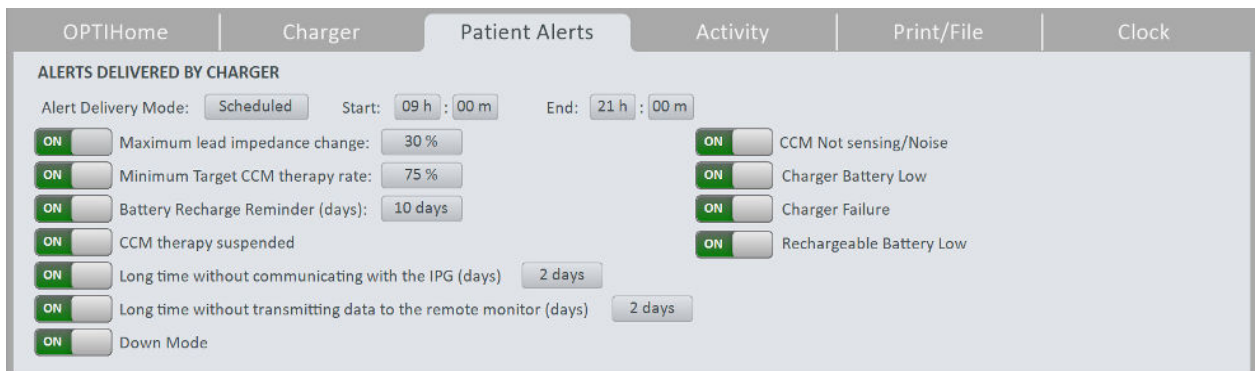 OPTIHome Charger Patient Alerts Activity Print/File Clock
ALERTS DELIVERED BY CHARGER
Alert Delivery Mode: Scheduled Start: 09 h : 00 m End: 21 h : 00 m
ON Maximum lead impedance change: 30 % ON CCM Not sensing/Noise
ON Minimum Target CCM therapy rate: 75 % ON Charger Battery Low
ON Battery Recharge Reminder (days): 10 days ON Charger Failure
ON CCM therapy suspended ON Rechargeable Battery Low
ON Long time without communicating with the IPG (days) 2 days
ON Long time without transmitting data to the remote monitor (days) 2 days
ON Down Mode